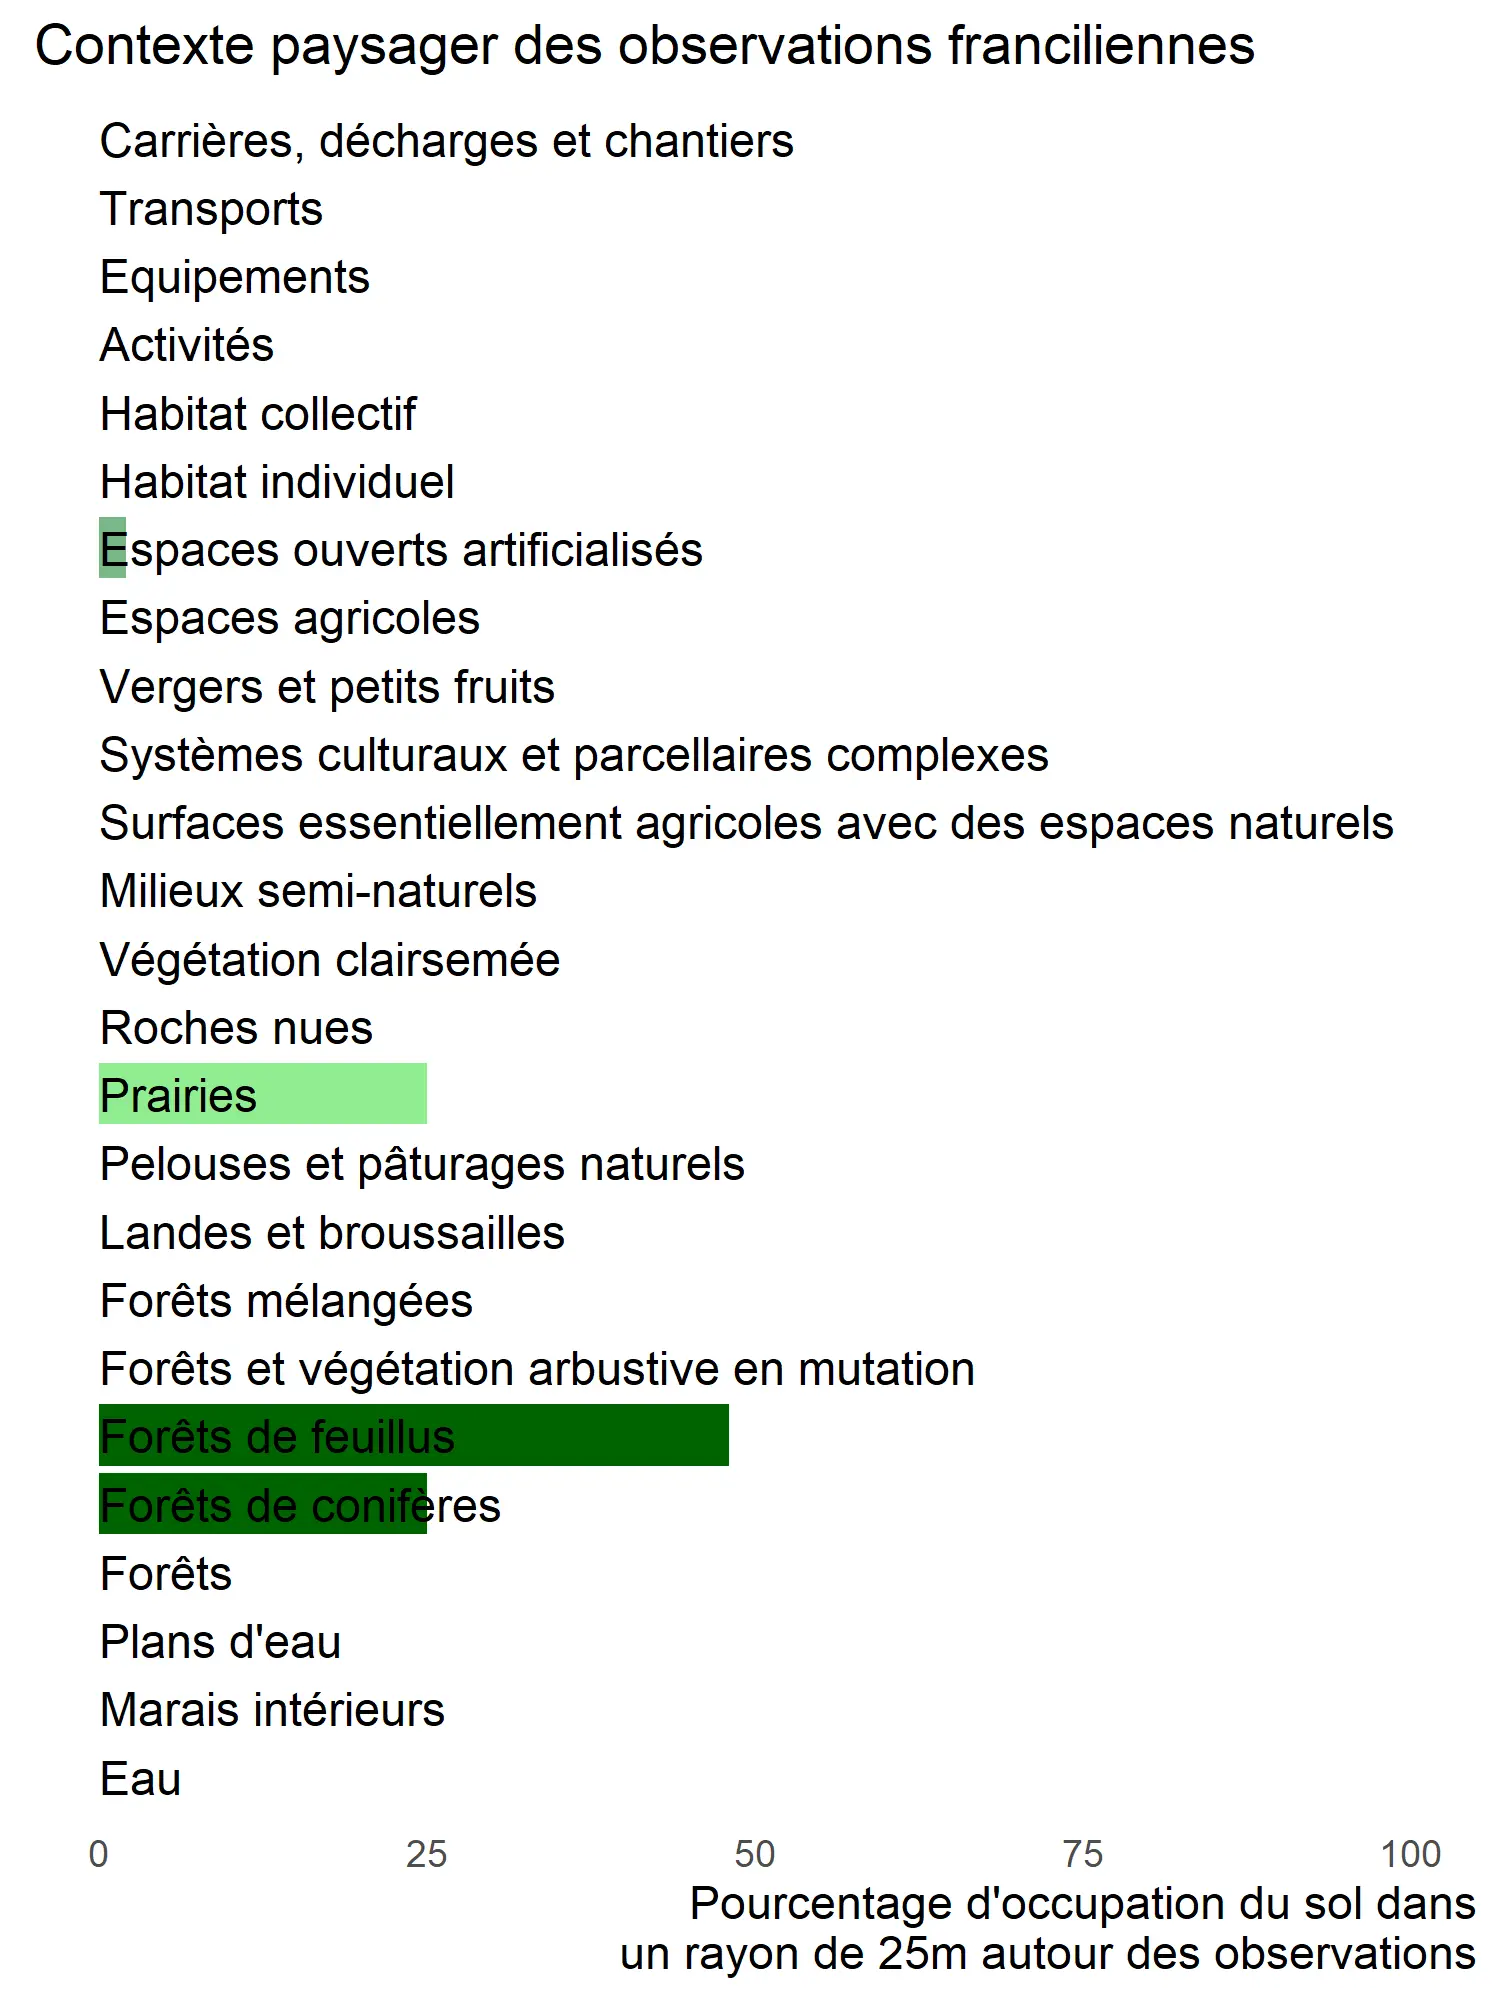 Contexte paysager des observations franciliennes
Carrières, décharges et chantiers
Transports
Equipements
Activités
Habitat collectif
Habitat individuel
Espaces ouverts artificialisés
Espaces agricoles
Vergers et petits fruits
Systèmes culturaux et parcellaires complexes
Surfaces essentiellement agricoles avec des espaces naturels
Milieux semi-naturels
Végétation clairsemée
Roches nues
Prairies
Pelouses et pâturages naturels
Landes et broussailles
Forêts mélangées
Forêts et végétation arbustive en mutation
Forêts de feuillus
Forêts de conifères
Forêts
Plans d'eau
Marais intérieurs
Eau
0 25 50 75 100
Pourcentage d'occupation du sol dans
un rayon de 25m autour des observations